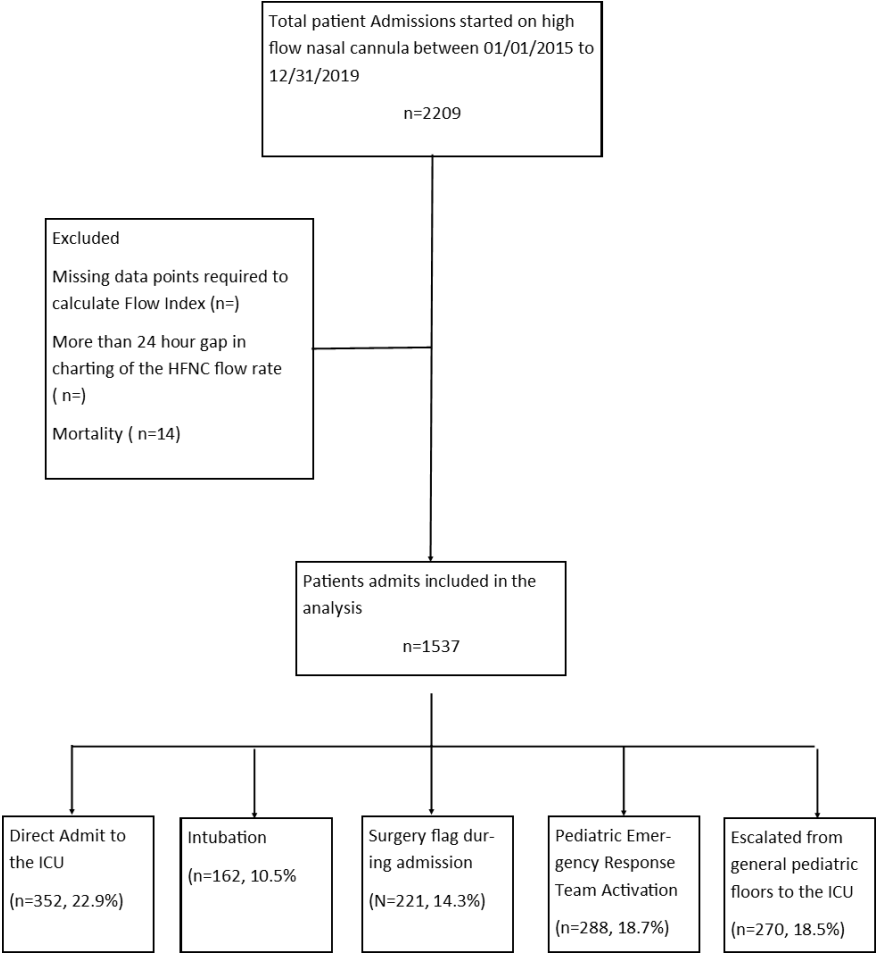 Total patient Admissions started on high
flow nasal cannula between 01/01/2015 to
12/31/2019
n=2209
Excluded
Missing data points required to
calculate Flow Index (n=)
More than 24 hour gap in
charting of the HFNC flow rate
( n=)
Mortality ( n=14)
Patients admits included in the
analysis
n=1537
Direct Admit to
the ICU
(n=352, 22.9%)
Intubation
(n=162, 10.5%
Surgery flag dur-
ing admission
(N=221, 14.3%)
Pediatric Emer-
gency Response
Team Activation
(n=288, 18.7%)
Escalated from
general pediatric
floors to the ICU
(n=270, 18.5%)